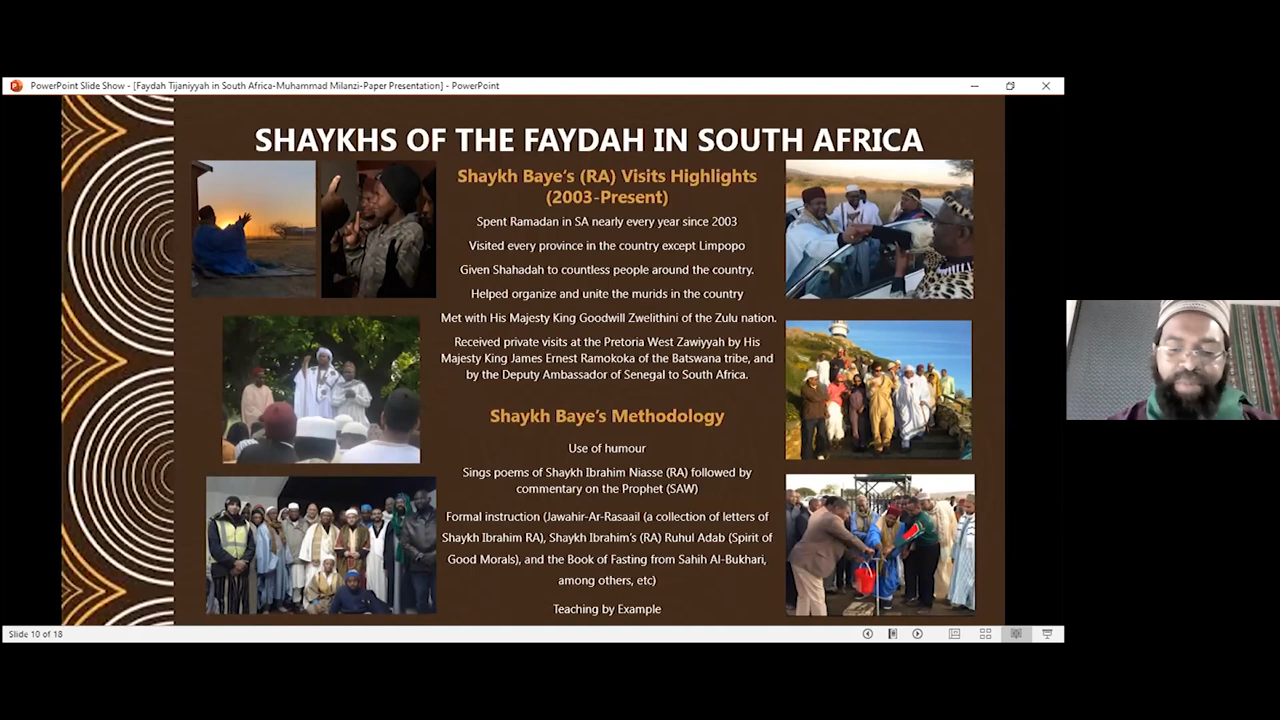 PowerPoint Slide Show - [Faydah Tijaniyyah in South Africa-Muhammad Milanzi-Paper Presentation] - PowerPoint
SHAYKHS OF THE FAYDAH IN SOUTH AFRICA
Shaykh Baye's (RA) Visits Highlights
(2003-Present)
Spent Ramadan in SA nearly every year since 2003
Visited every province in the country except Limpopo
Given Shahadah to countless people around the country.
Helped organize and unite the murids in the country
Met with His Majesty King Goodwill Zwelithini of the Zulu nation.
Received private visits at the Pretoria West Zawiyyah by His
Majesty King James Ernest Ramokoka of the Batswana tribe, and
by the Deputy Ambassador of Senegal to South Africa.
Shaykh Baye's Methodology
Use of humour
Sings poems of Shaykh Ibrahim Niasse (RA) followed by
commentary on the Prophet (SAW)
Formal instruction (Jawahir-Ar-Rasaail (a collection of letters of
Shaykh Ibrahim RA), Shaykh Ibrahim's (RA) Ruhul Adab (Spirit of
Good Morals), and the Book of Fasting from Sahih Al-Bukhari,
among others, etc)
Teaching by Example
Slide 10 of 18